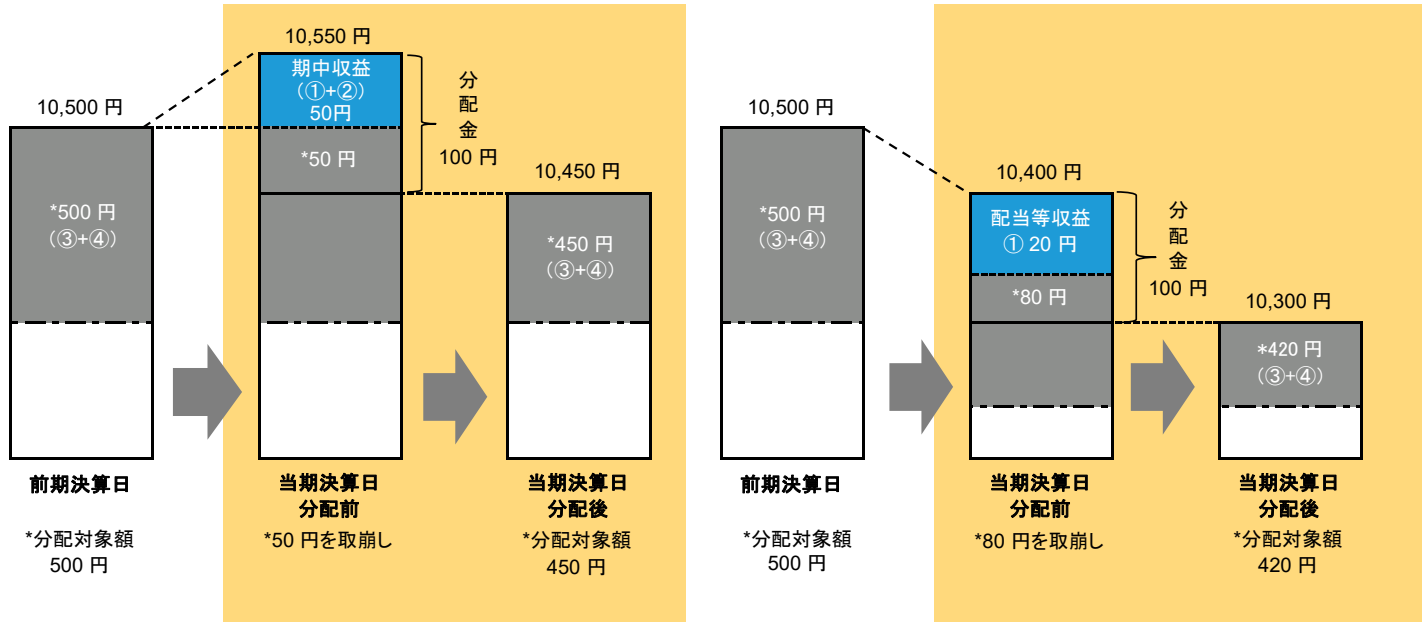 10,500 円
*500 円
(③+④)
前期決算日
*分配対象額
500 円
10,550 円
期中収益
(①+②)
50円
*50 円
分配金
100 円
当期決算日
分配前
*50 円を取崩し
10,450 円
*450 円
(③+④)
当期決算日
分配後
*分配対象額
450 円
10,500 円
*500 円
(③+④)
前期決算日
*分配対象額
500 円
10,400 円
配当等収益
① 20 円
*80 円
分配金
100 円
当期決算日
分配前
*80 円を取崩し
10,300 円
*420 円
(③+④)
当期決算日
分配後
*分配対象額
420 円